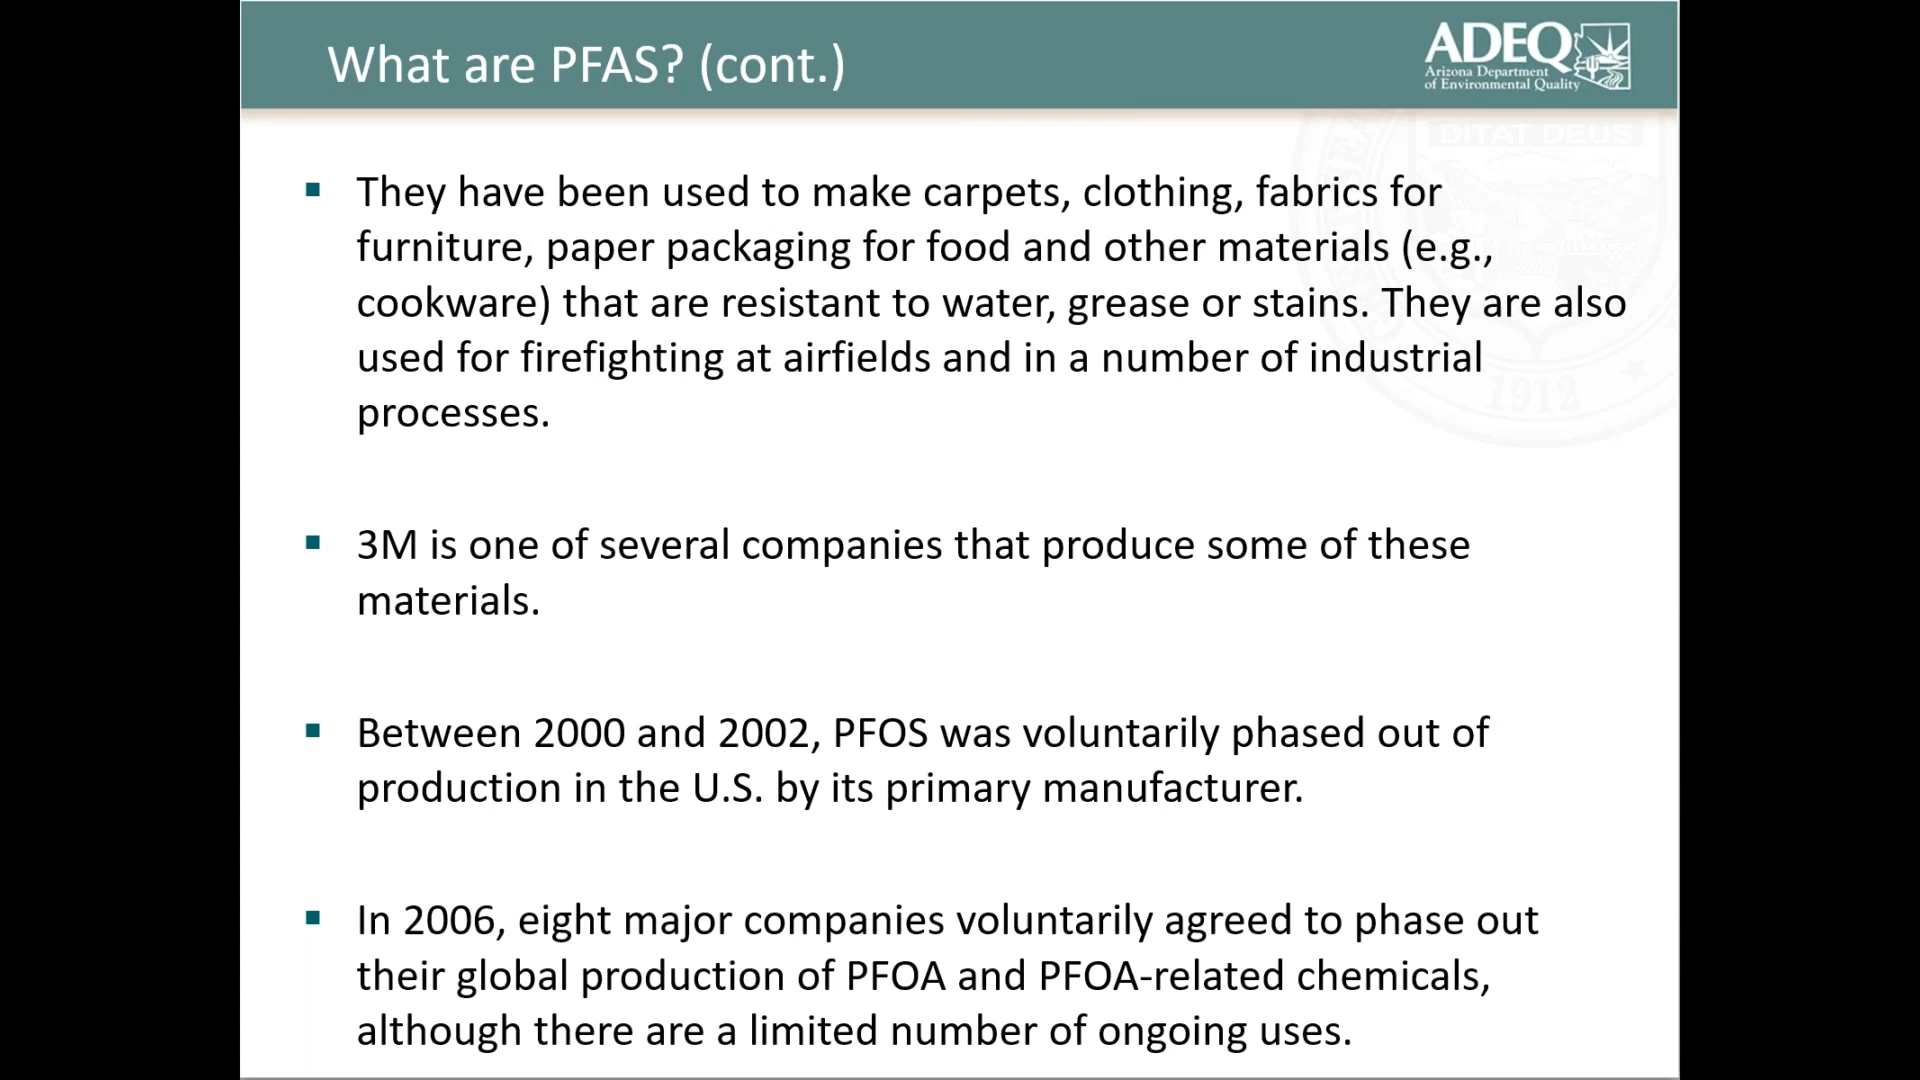 What are PFAS? (cont.)
ADEQ
Arizona Department
of Environmental Quality
DITAT DEUS
▪ They have been used to make carpets, clothing, fabrics for
furniture, paper packaging for food and other materials (e.g.,
cookware) that are resistant to water, grease or stains. They are also
used for firefighting at airfields and in a number of industrial
processes.
1912
▪ 3M is one of several companies that produce some of these
materials.
▪ Between 2000 and 2002, PFOS was voluntarily phased out of
production in the U.S. by its primary manufacturer.
▪ In 2006, eight major companies voluntarily agreed to phase out
their global production of PFOA and PFOA-related chemicals,
although there are a limited number of ongoing uses.